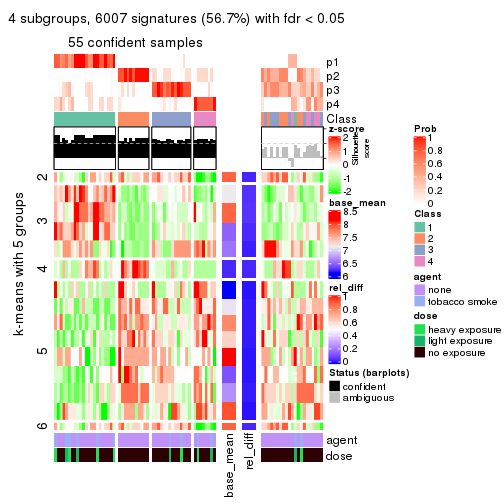 4 subgroups, 6007 signatures (56.7%) with fdr < 0.05
55 confident samples
p1
p2
p3
p4
Class
z-score
2
1
0
-1
-2
Silhouette
score
base_mean
8.5
8
7.5
7
6.5
6
rel_diff
1
0.8
0.6
0.4
0.2
0
Status (barplots)
confident
ambiguous
Prob
1
0.8
0.6
0.4
0.2
0
Class
1
2
3
4
agent
none
tobacco smoke
dose
heavy exposure
light exposure
no exposure
k-means with 5 groups
2
3
4
5
6
agent
dose
base_mean
rel_diff